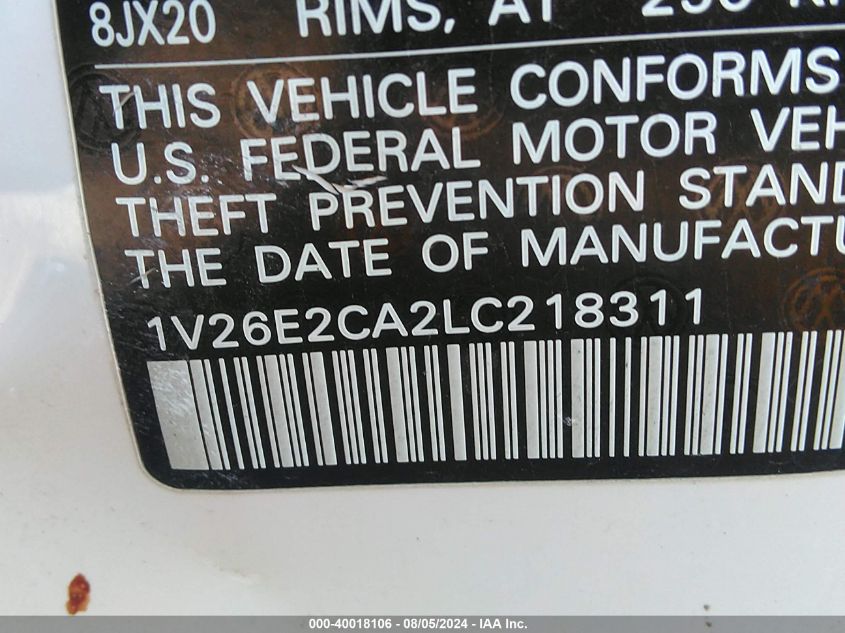 8JX20 RIMS, AT 250
THIS VEHICLE CONFORMS
U.S. FEDERAL MOTOR VEH
THEFT PREVENTION STAND
THE DATE OF MANUFACTU
1V26E2CA2LC218311
000-40018106 - 08/05/2024 - IAA Inc.